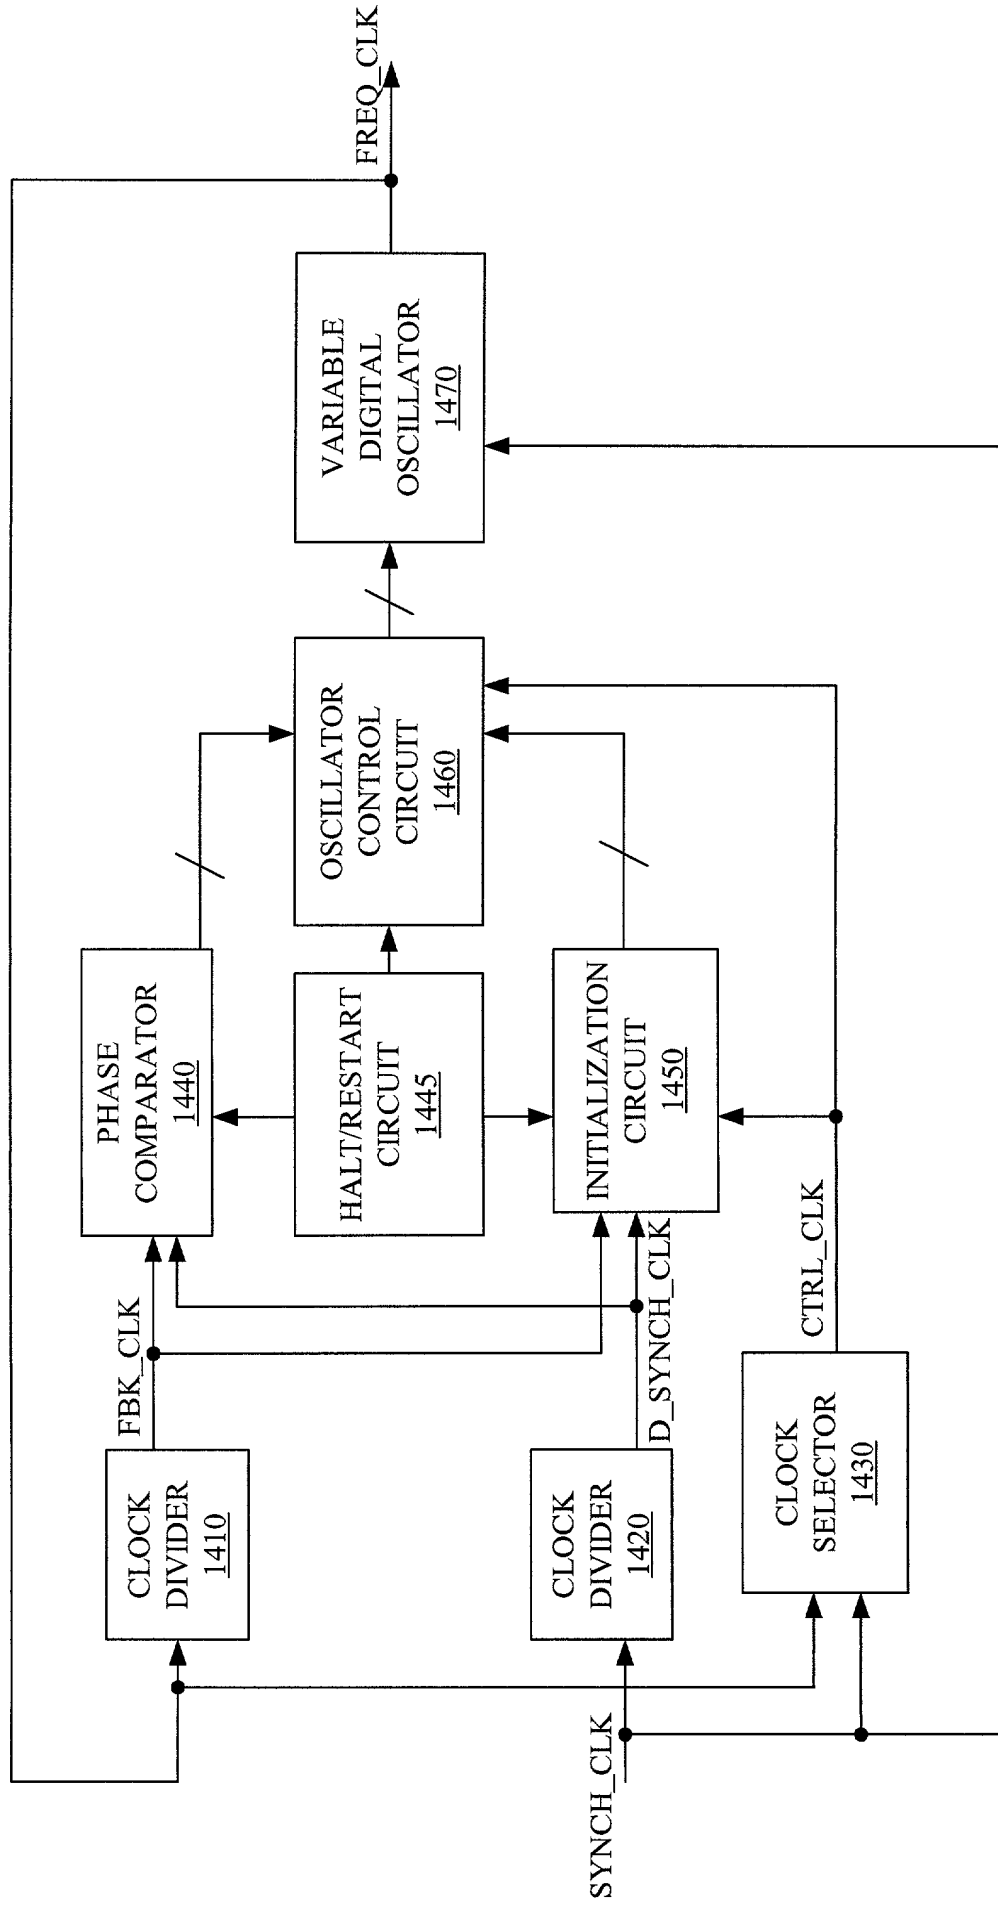 FREQ_CLK
VARIABLE
DIGITAL
OSCILLATOR
1470
OSCILLATOR
CONTROL
CIRCUIT
1460
PHASE
COMPARATOR
1440
HALT/RESTART
CIRCUIT
1445
INITIALIZATION
CIRCUIT
1450
FBK_CLK
D_SYNCH_CLK
CTRL_CLK
CLOCK
DIVIDER
1410
CLOCK
DIVIDER
1420
CLOCK
SELECTOR
1430
SYNCH_CLK